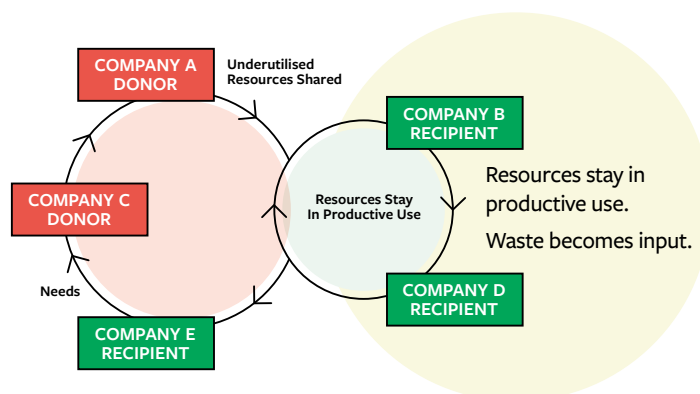 COMPANY A
DONOR
Underutilised
Resources Shared
COMPANY B
RECIPIENT
COMPANY C
DONOR
Resources Stay
In Productive Use
Resources stay in
productive use.
Waste becomes input.
Needs
COMPANY D
RECIPIENT
COMPANY E
RECIPIENT